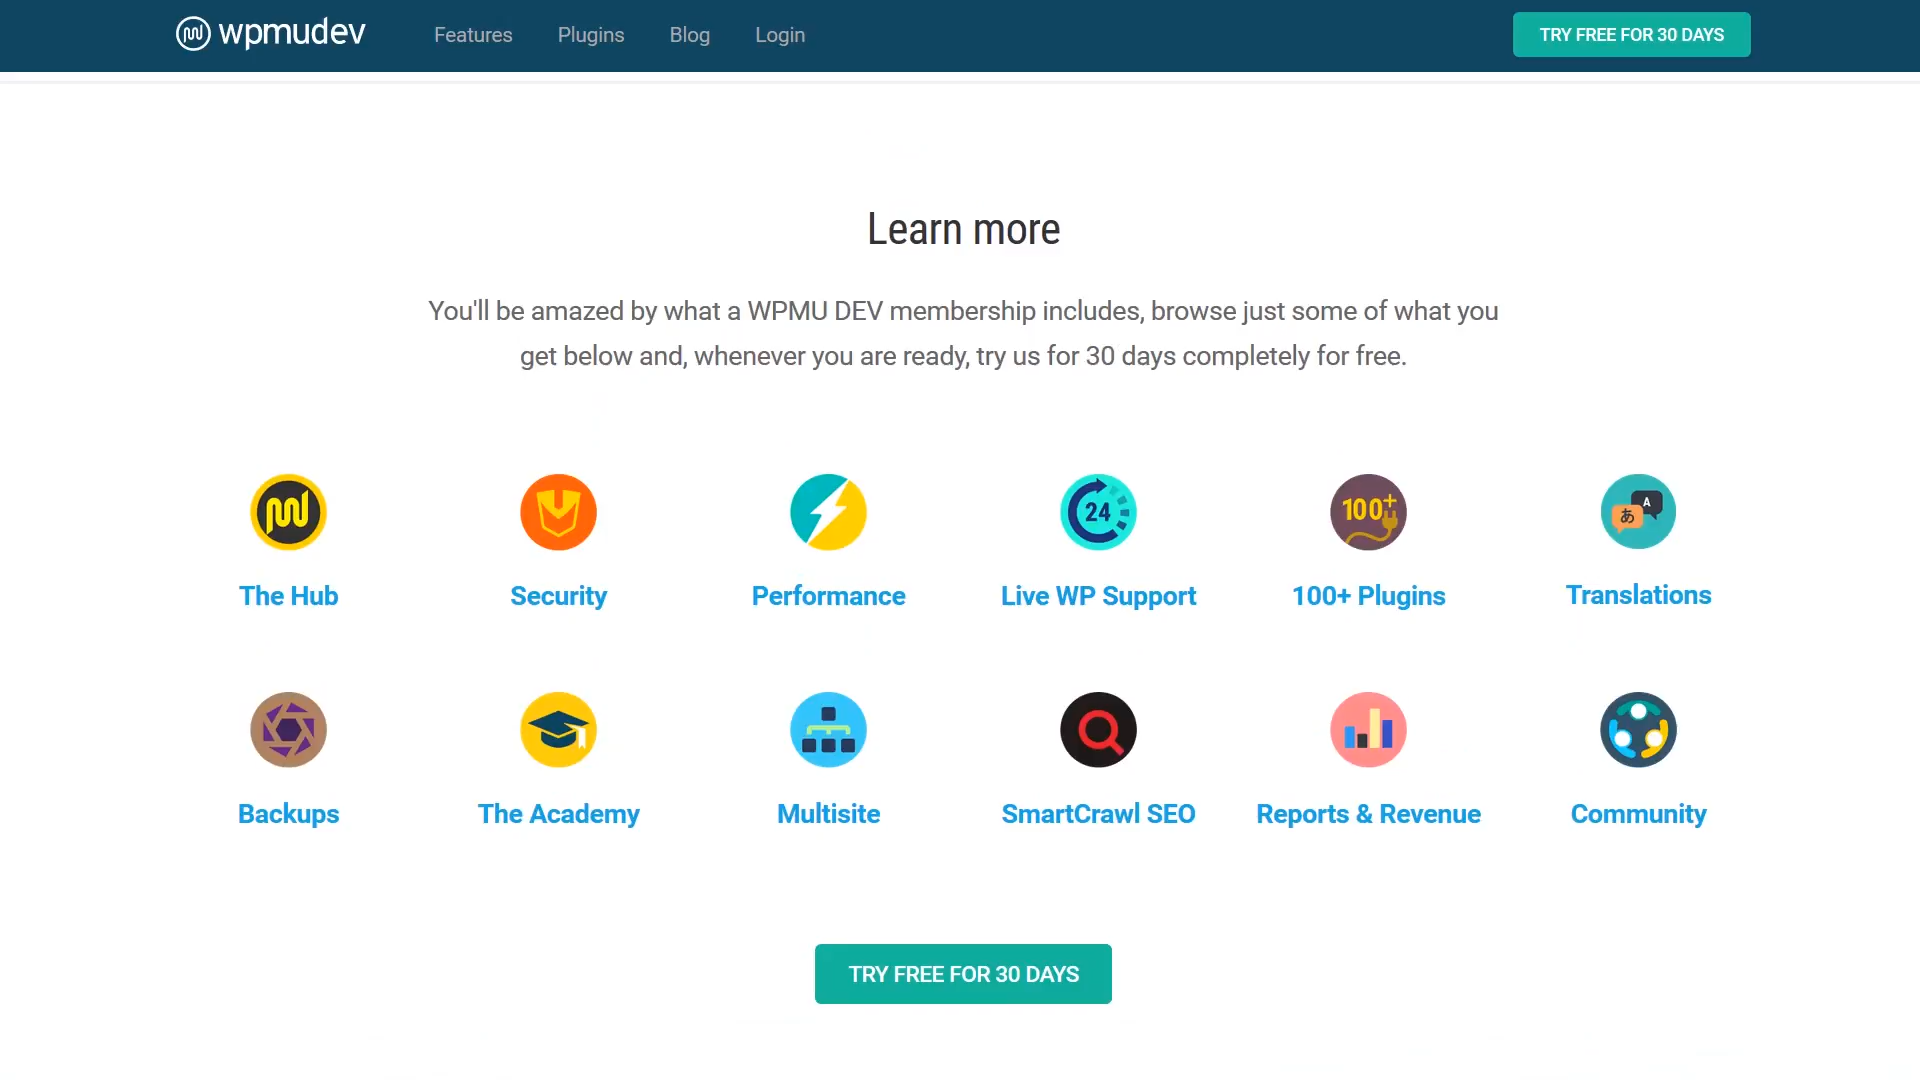 wpmudev
Features
Plugins
Blog
Login
TRY FREE FOR 30 DAYS
Learn more
You'll be amazed by what a WPMU DEV membership includes, browse just some of what you
get below and, whenever you are ready, try us for 30 days completely for free.
24
100+
A
あ
The Hub
Security
Performance
Live WP Support
100+ Plugins
Translations
Backups
The Academy
Multisite
SmartCrawl SEO
Reports & Revenue
Community
TRY FREE FOR 30 DAYS